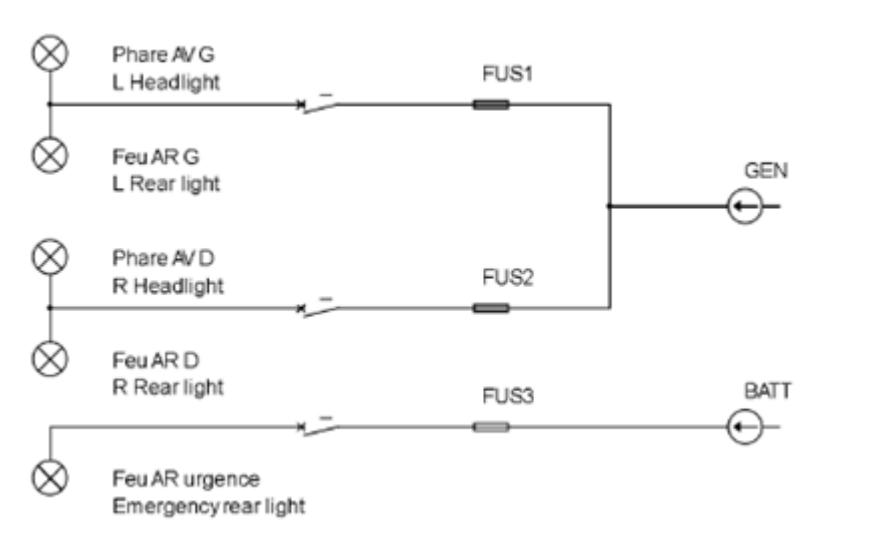 Phare AV G
L Headlight
FUS1
Feu AR G
L Rear light
GEN
Phare AV D
R Headlight
FUS2
Feu AR D
R Rear light
FUS3
BATT
Feu AR urgence
Emergency rear light